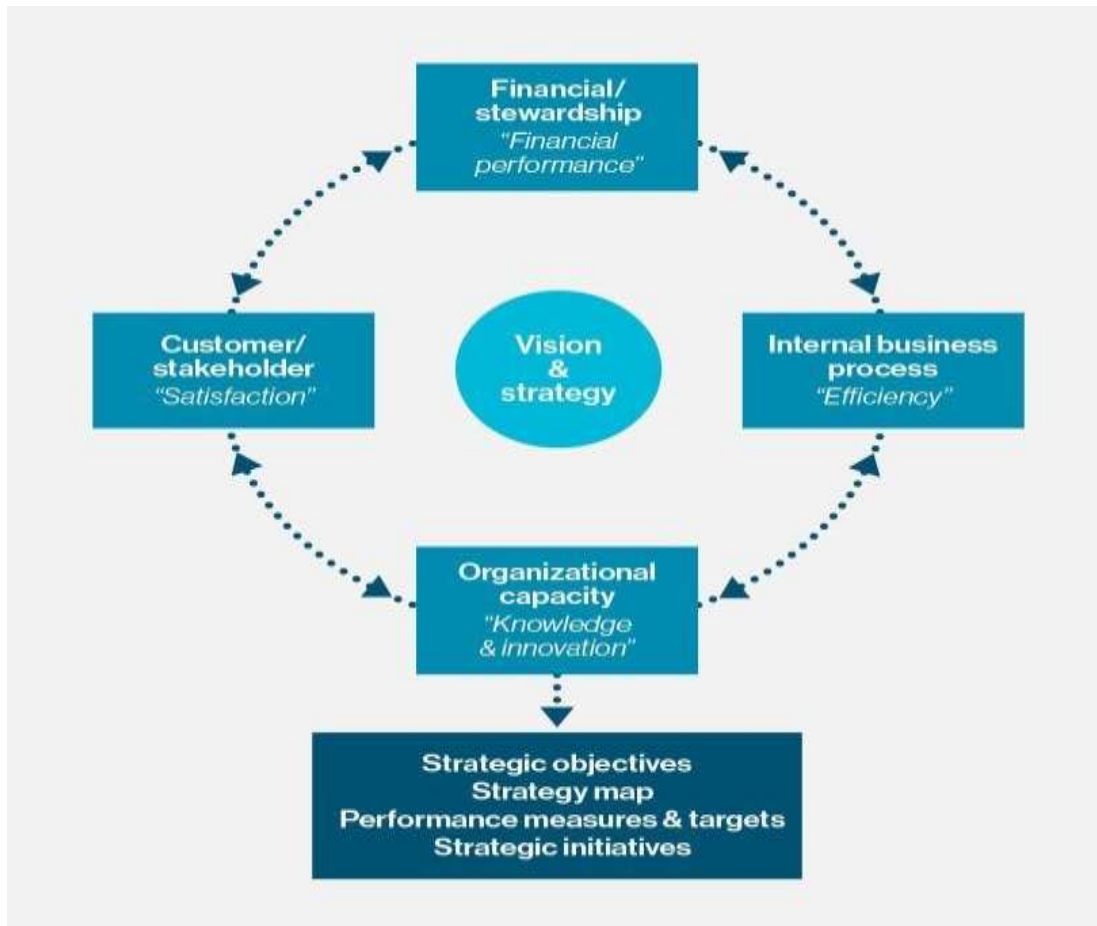 Financial/
stewardship
“Financial
performance”
Customer/
stakeholder
“Satisfaction”
Vision
&
strategy
Internal business
process
“Efficiency”
Organizational
capacity
“Knowledge
& innovation”
Strategic objectives
Strategy map
Performance measures & targets
Strategic initiatives